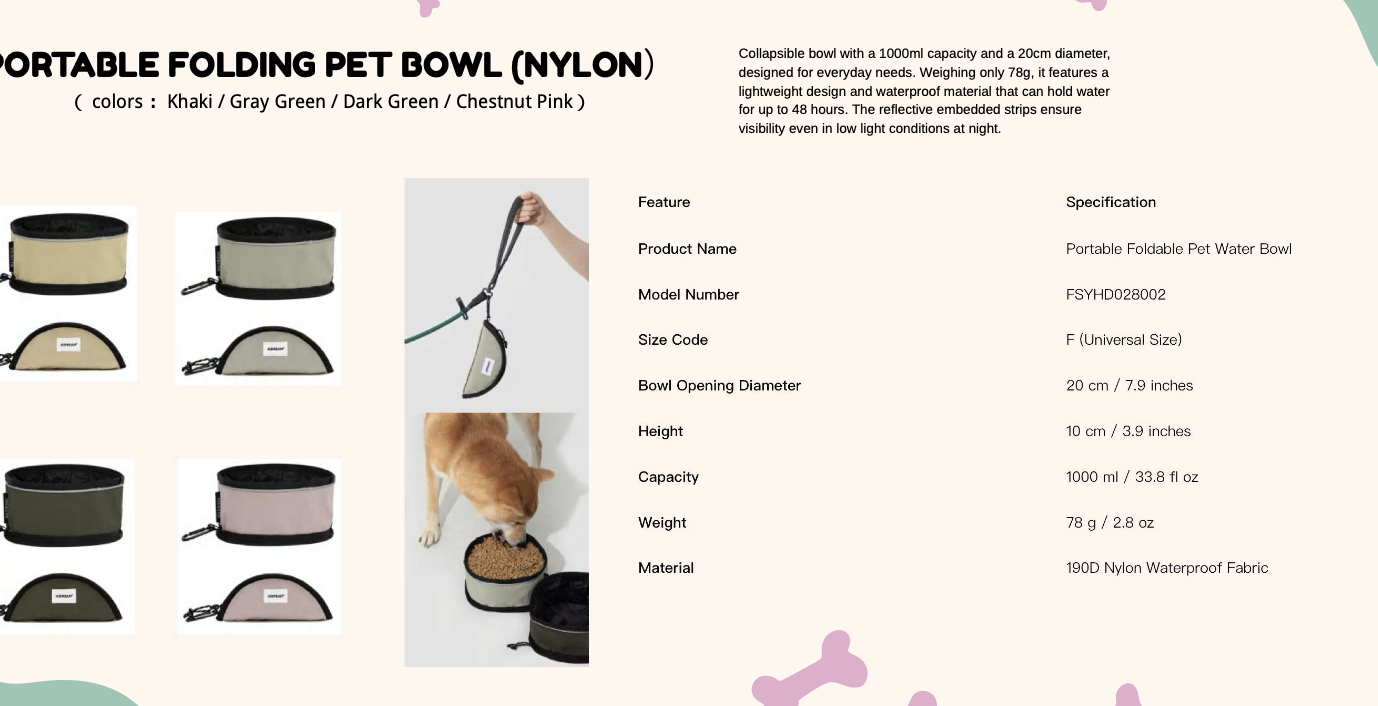 PORTABLE FOLDING PET BOWL (NYLON)
( colors : Khaki / Gray Green / Dark Green / Chestnut Pink )
Collapsible bowl with a 1000ml capacity and a 20cm diameter,
designed for everyday needs. Weighing only 78g, it features a
lightweight design and waterproof material that can hold water
for up to 48 hours. The reflective embedded strips ensure
visibility even in low light conditions at night.
Feature Specification
Product Name Portable Foldable Pet Water Bowl
Model Number FSYHD028002
Size Code F (Universal Size)
Bowl Opening Diameter 20 cm / 7.9 inches
Height 10 cm / 3.9 inches
Capacity 1000 ml / 33.8 fl oz
Weight 78 g / 2.8 oz
Material 190D Nylon Waterproof Fabric